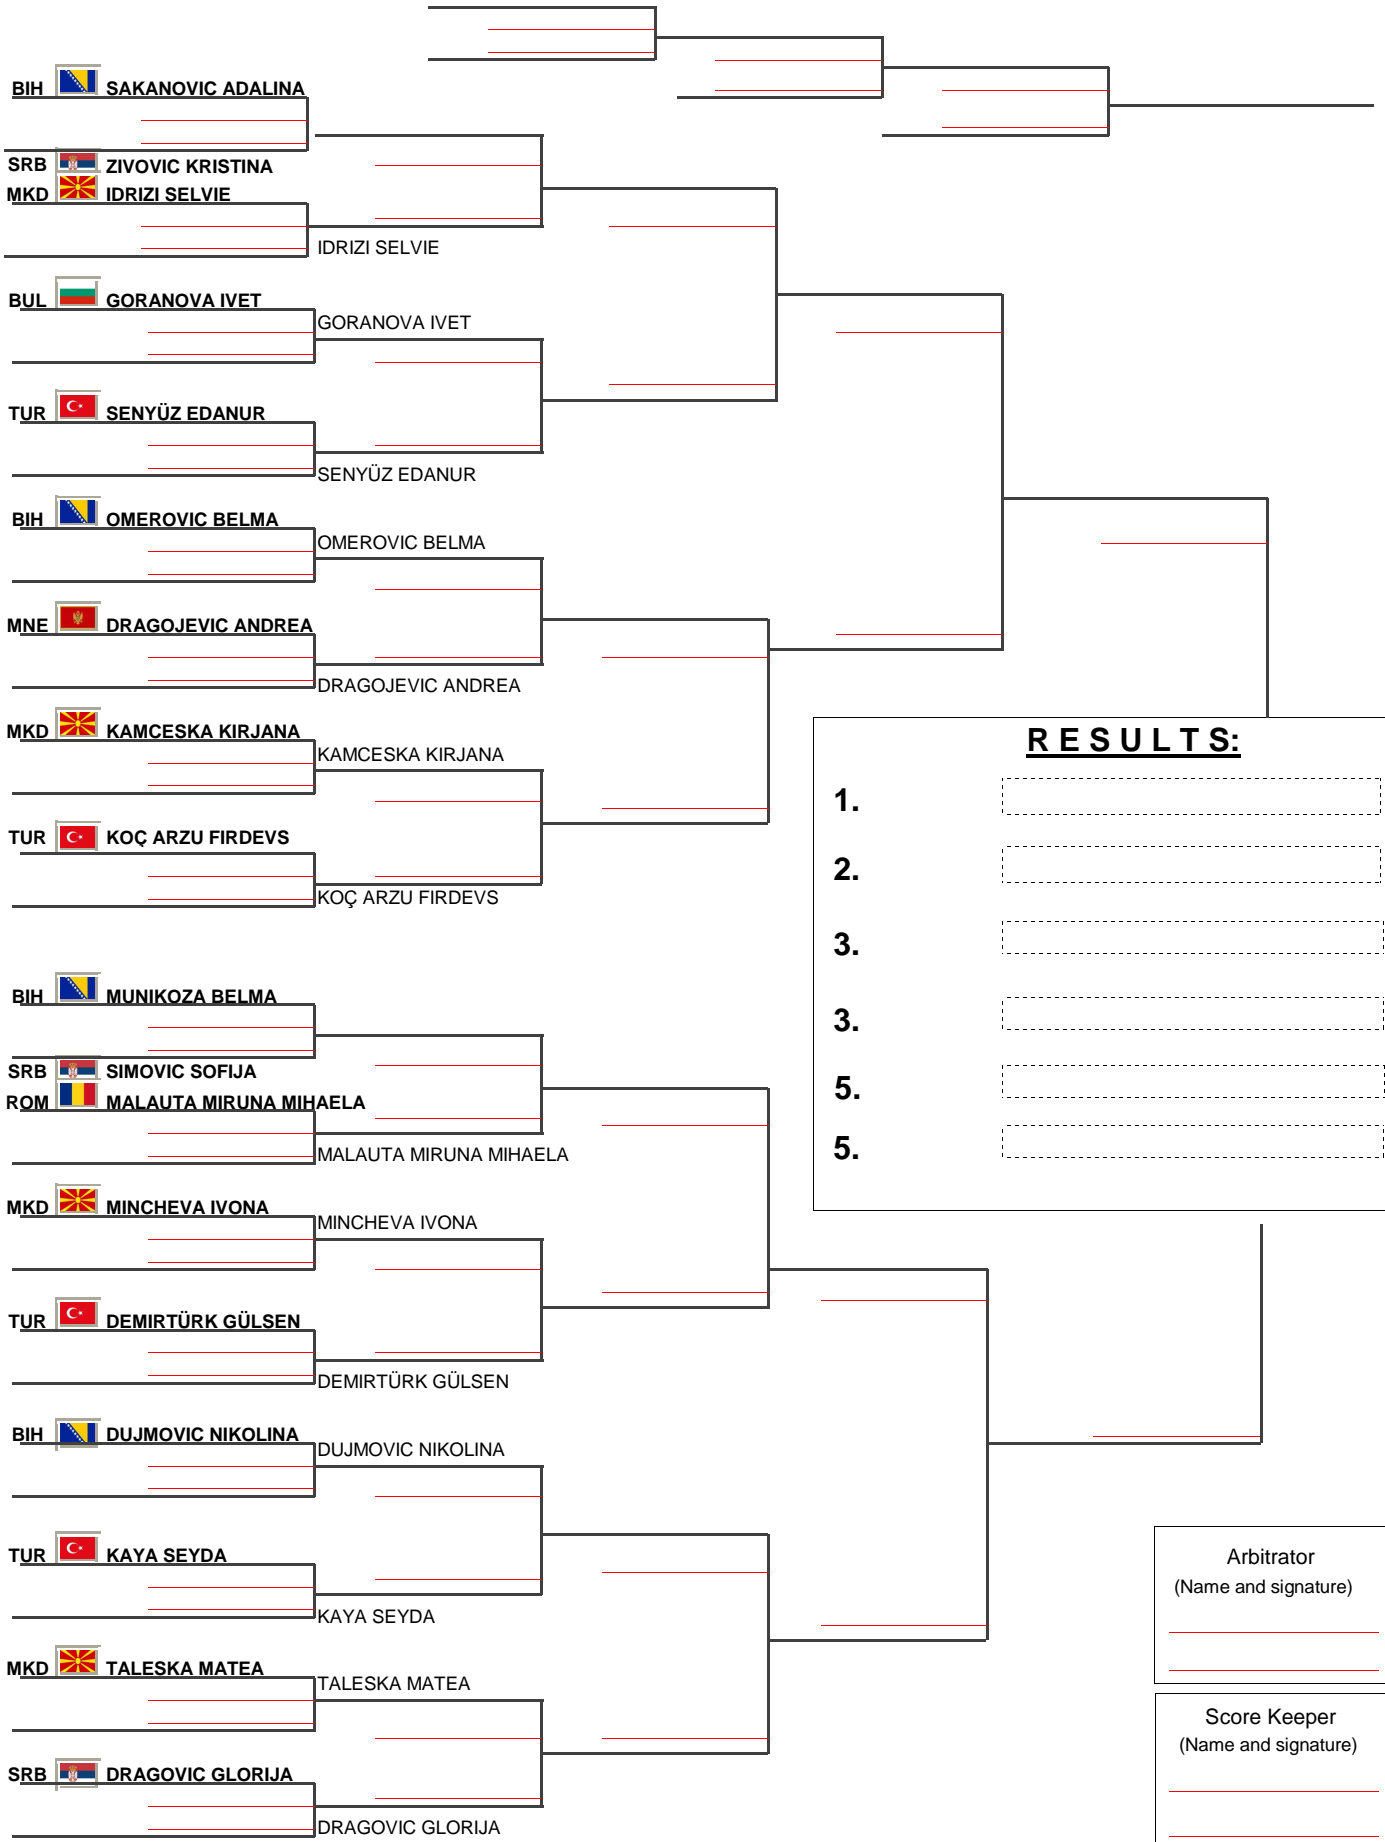 BIH SAKANOVIC ADALINA
SRB ZIVOVIC KRISTINA
MKD IDRIZI SELVIE
IDRIZI SELVIE
BUL GORANOVA IVET
GORANOVA IVET
TUR SENYÜZ EDANUR
SENYÜZ EDANUR
BIH OMEROVIC BELMA
OMEROVIC BELMA
MNE DRAGOJEVIC ANDREA
DRAGOJEVIC ANDREA
MKD KAMCESKA KIRJANA
KAMCESKA KIRJANA
TUR KOÇ ARZU FIRDEVS
KOÇ ARZU FIRDEVS
R E S U L T S:
1.
2.
3.
3.
5.
5.
BIH MUNIKOZA BELMA
SRB SIMOVIC SOFIJA
ROM MALAUTA MIRUNA MIHAELA
MALAUTA MIRUNA MIHAELA
MKD MINCHEVA IVONA
MINCHEVA IVONA
TUR DEMIRTÜRK GÜLSEN
DEMIRTÜRK GÜLSEN
BIH DUJMOVIC NIKOLINA
DUJMOVIC NIKOLINA
TUR KAYA SEYDA
KAYA SEYDA
MKD TALESKA MATEA
TALESKA MATEA
SRB DRAGOVIC GLORIJA
DRAGOVIC GLORIJA
Arbitrator
(Name and signature)
Score Keeper
(Name and signature)